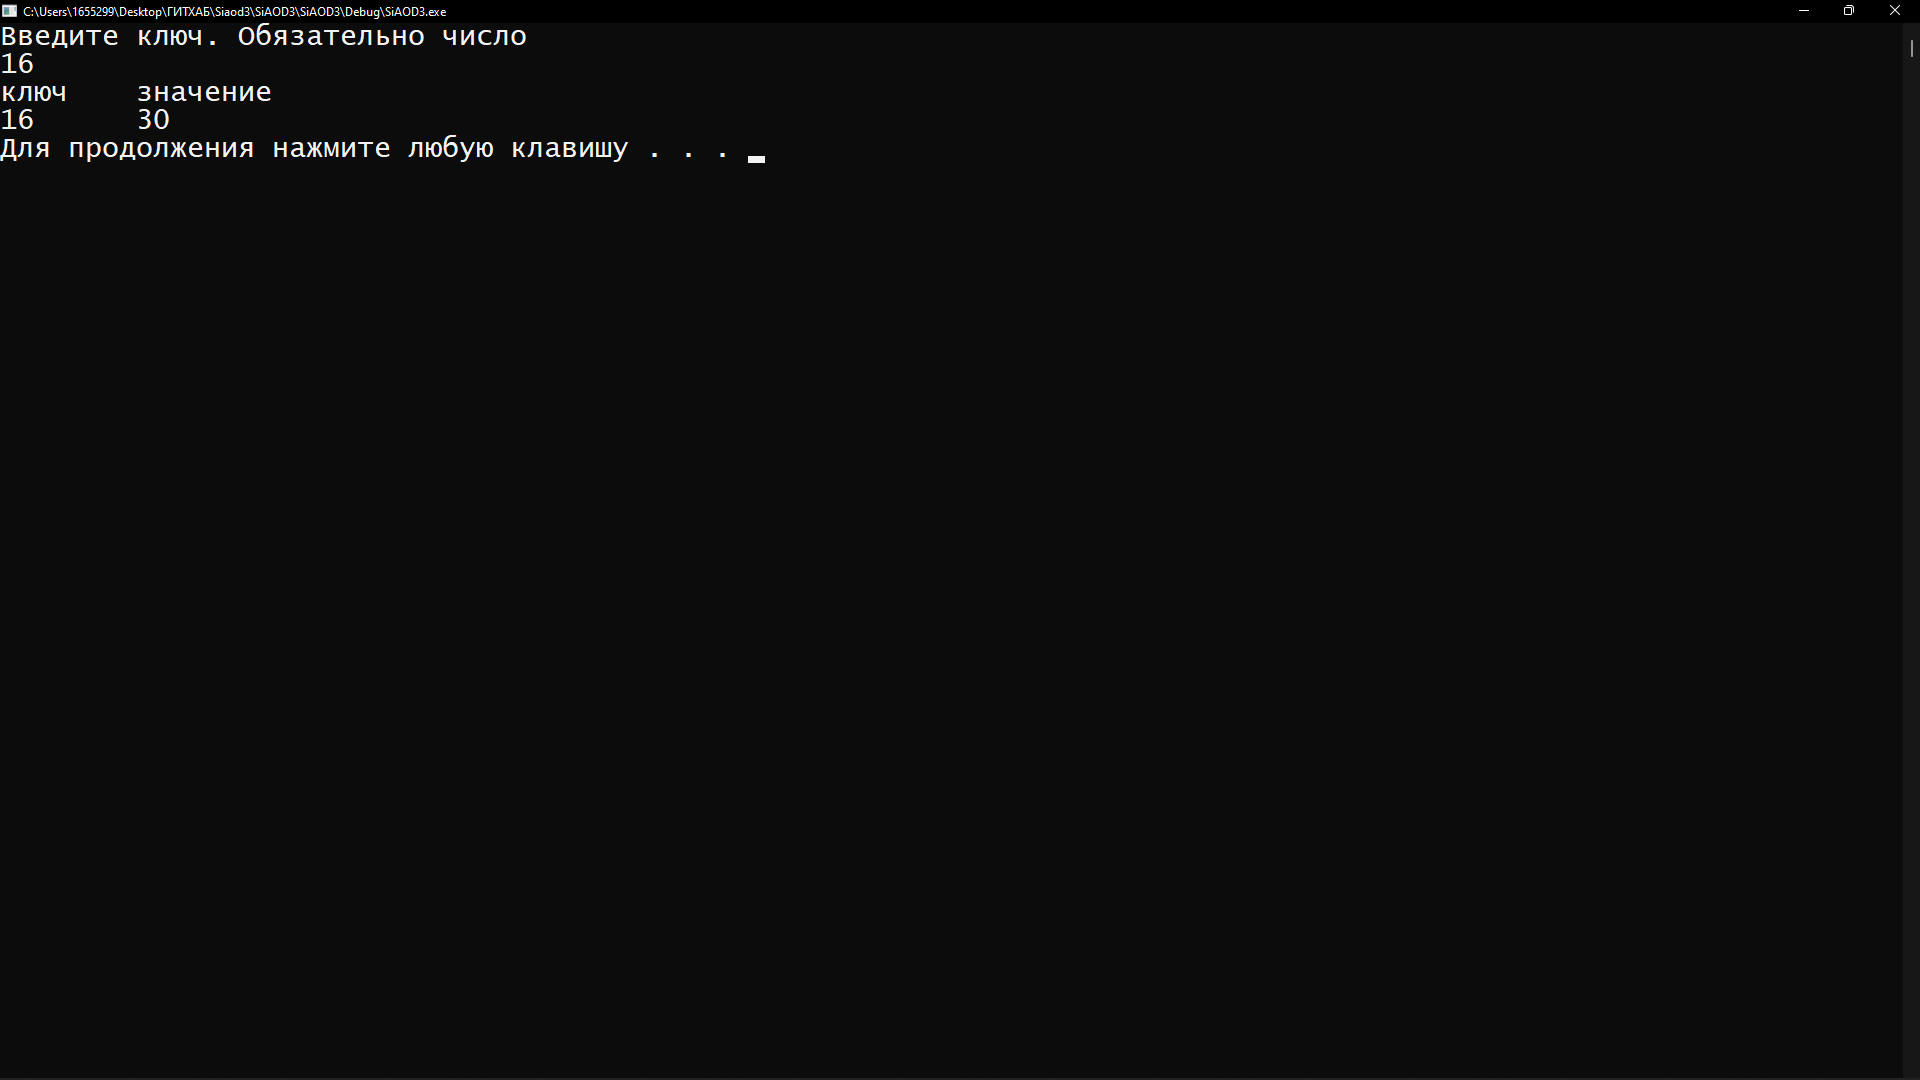 C:\Users\1655299\Desktop\ГИТХАБ\Siaod3\SiAOD3\SiAOD3\Debug\SiAOD3.exe
Введите ключ. Обязательно число
16
ключ    значение
16      30
Для продолжения нажмите любую клавишу . . .